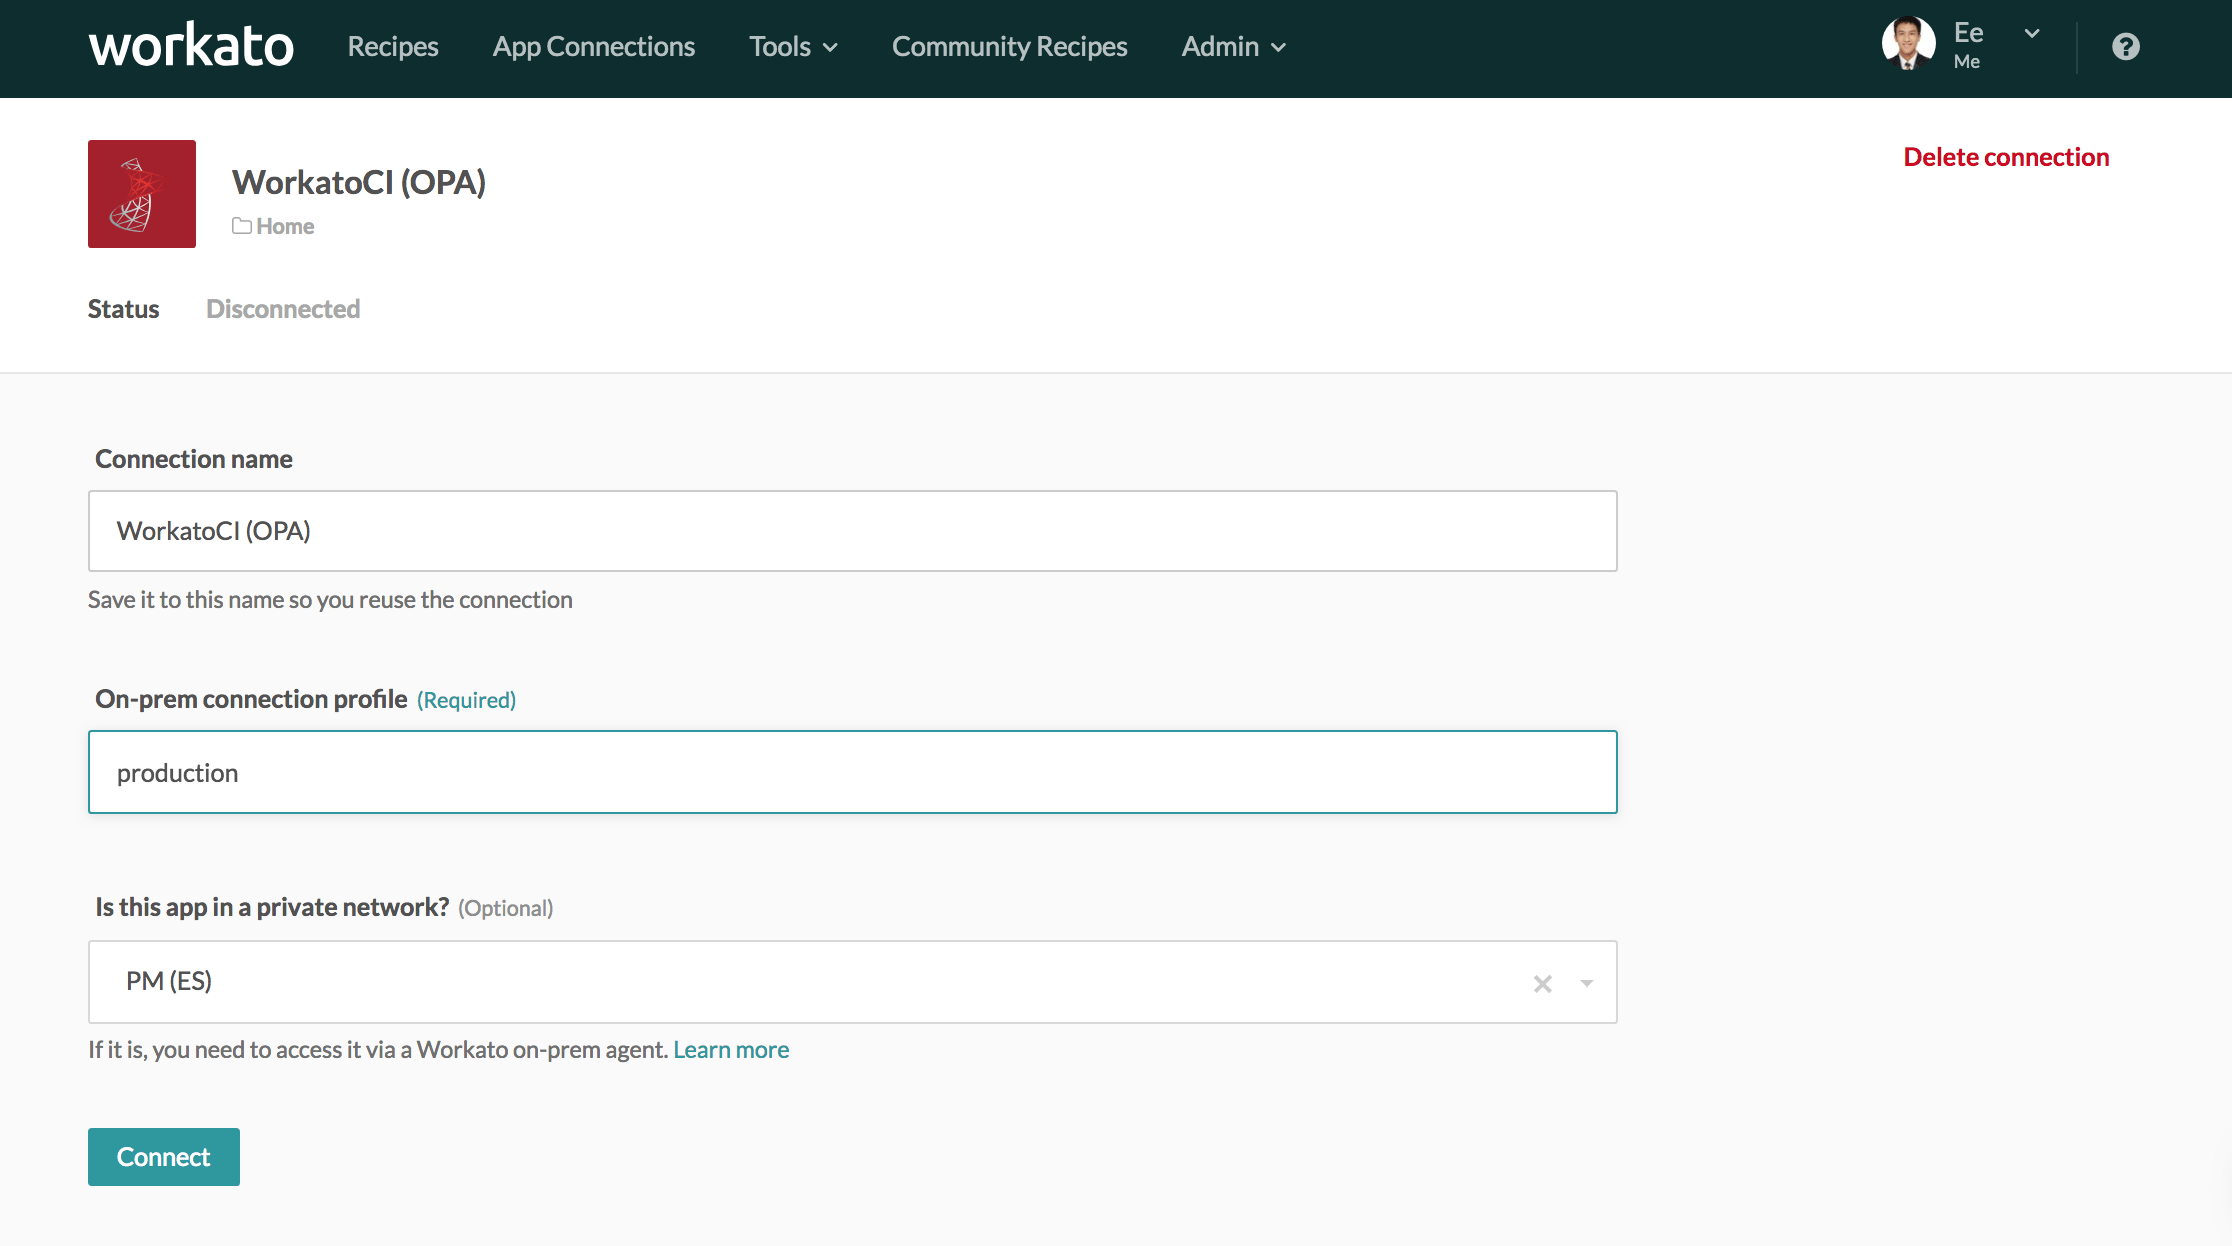 workato Recipes App Connections Tools Community Recipes Admin Ee
Me
WorkatoCI (OPA)
Home
Delete connection
Status Disconnected
Connection name
WorkatoCI (OPA)
Save it to this name so you reuse the connection
On-prem connection profile (Required)
production
Is this app in a private network? (Optional)
PM (ES)
If it is, you need to access it via a Workato on-prem agent. Learn more
Connect